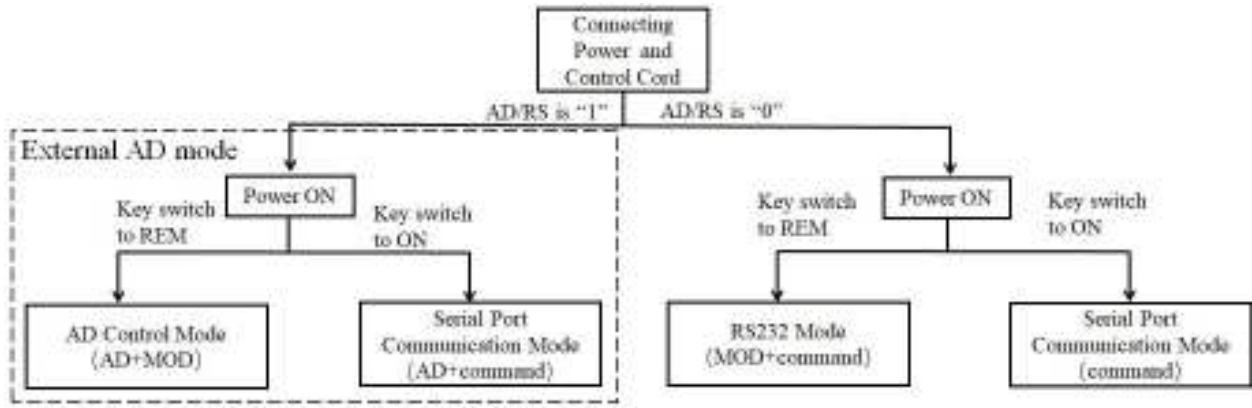 Connecting
Power and
Control Cord
AD/RS is “1”
AD/RS is “0”
External AD mode
Power ON
Key switch
to REM
Key switch
to ON
AD Control Mode
(AD+MOD)
Serial Port
Communication Mode
(AD+command)
Power ON
Key switch
to REM
Key switch
to ON
RS232 Mode
(MOD+command)
Serial Port
Communication Mode
(command)